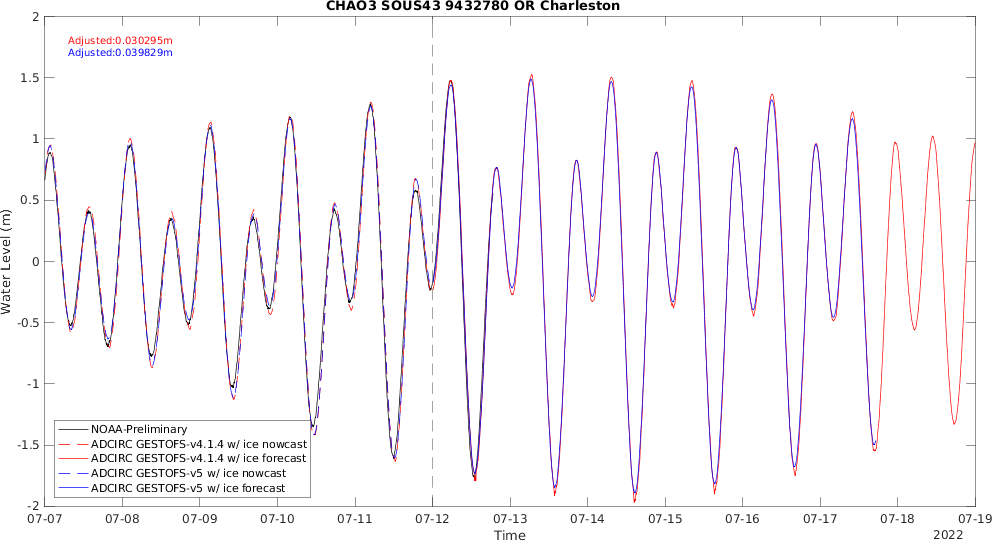 CHAO3 SOUS43 9432780 OR Charleston
Adjusted:0.030295m
Adjusted:0.039829m
2
1.5
1
0.5
0
-0.5
-1
-1.5
-2
Water Level (m)
NOAA-Preliminary
ADCIRC GESTOFS-v4.1.4 w/ ice nowcast
ADCIRC GESTOFS-v4.1.4 w/ ice forecast
ADCIRC GESTOFS-v5 w/ ice nowcast
ADCIRC GESTOFS-v5 w/ ice forecast
07-07 07-08 07-09 07-10 07-11 07-12 07-13 07-14 07-15 07-16 07-17 07-18 07-19
Time
2022